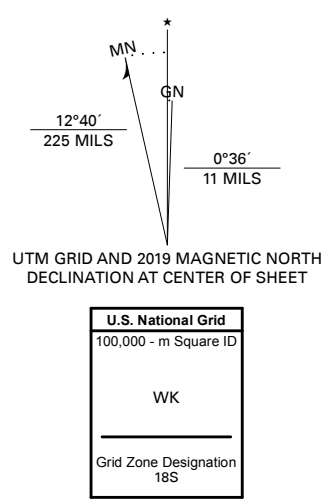 MN
GN
12°40´
225 MILS
0°36´
11 MILS
UTM GRID AND 2019 MAGNETIC NORTH
DECLINATION AT CENTER OF SHEET
U.S. National Grid
100,000 - m Square ID
WK
Grid Zone Designation
18S